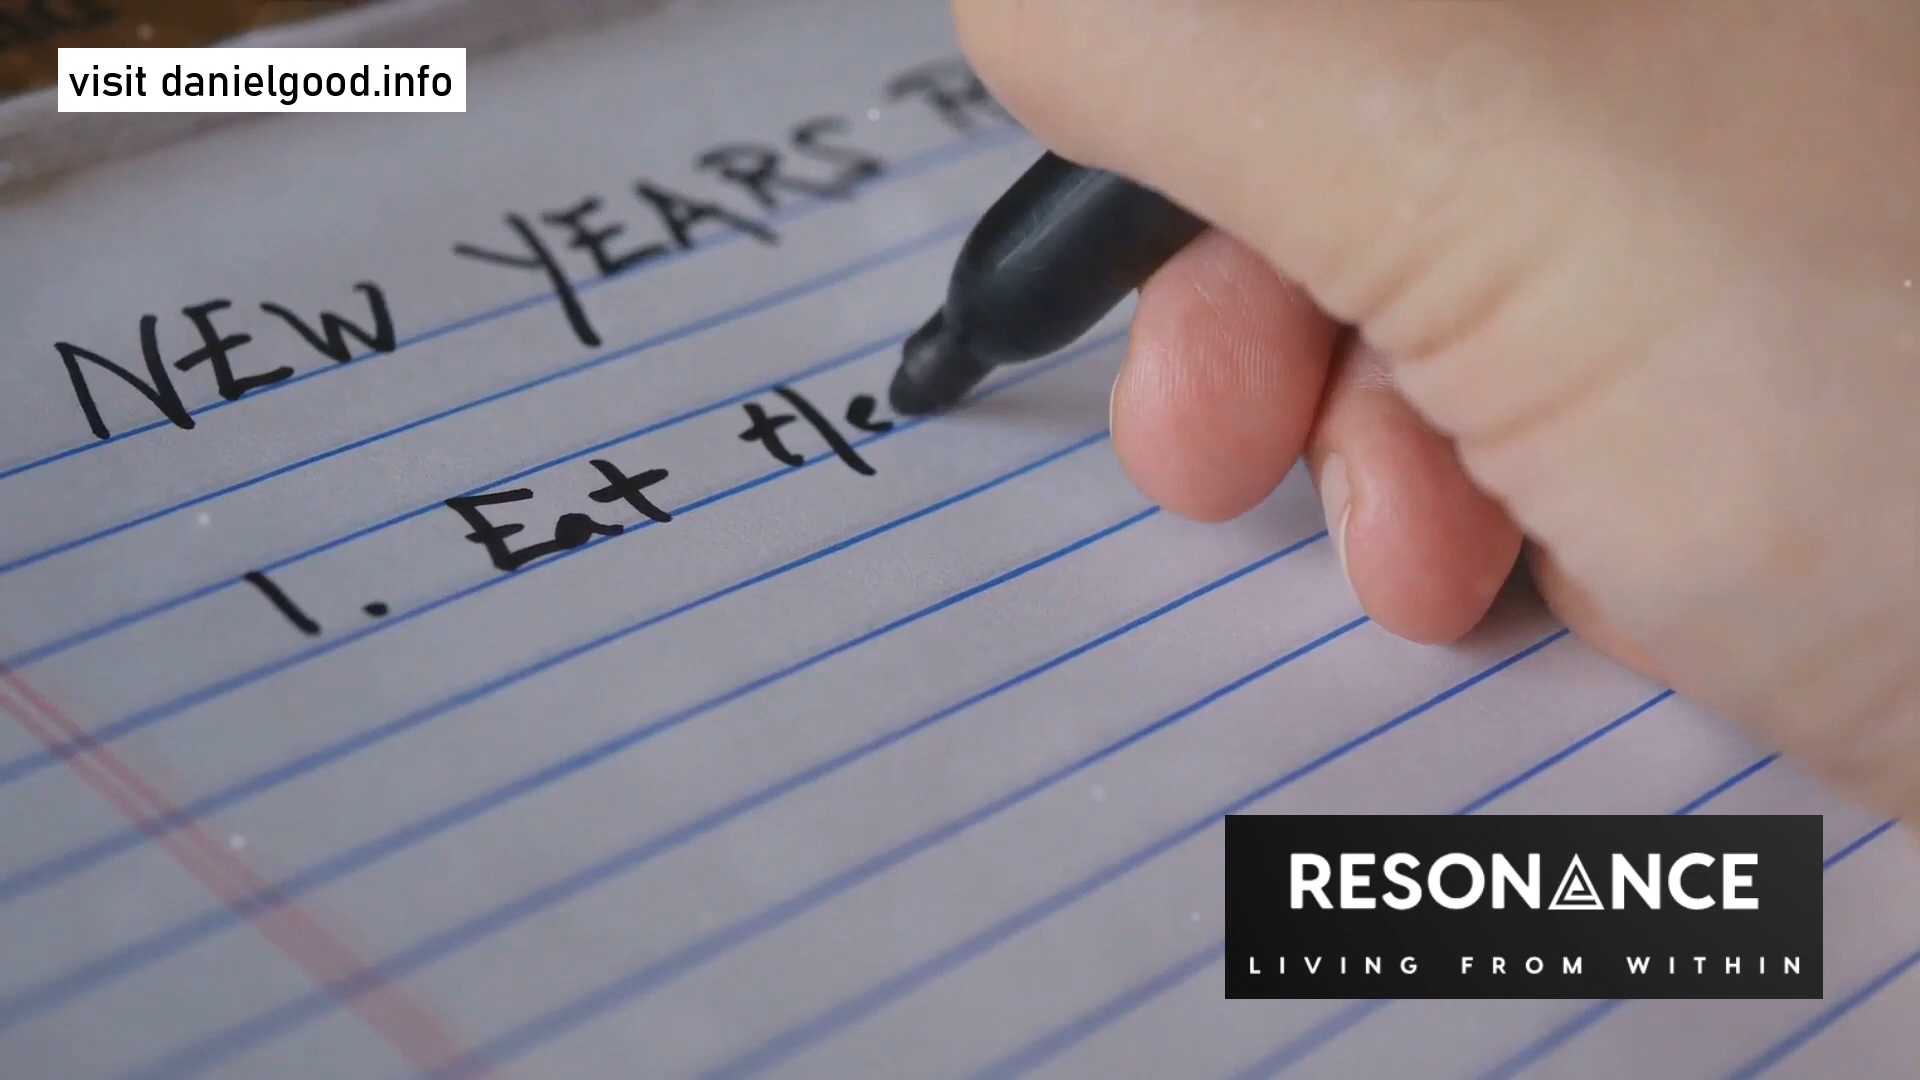 visit danielgood.info
NEW YEARS R
1. Eat
RESONANCE
LIVING FROM WITHIN